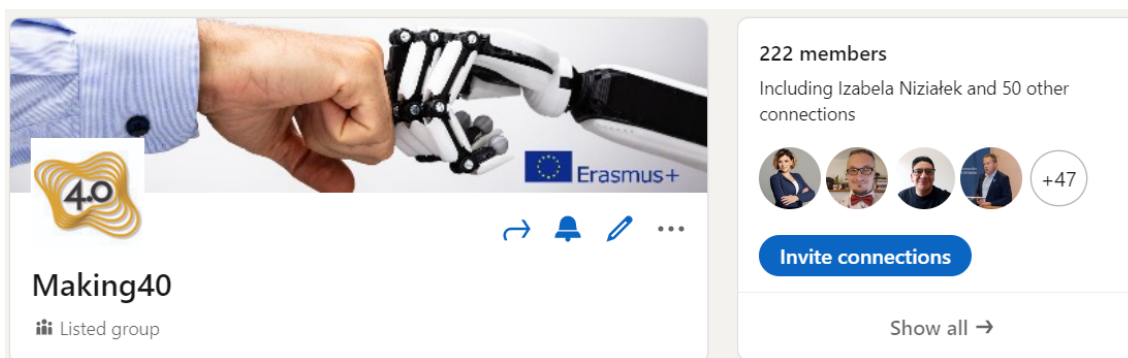 4.0
Erasmus+
Making40
Listed group
222 members
Including Izabela Niziałek and 50 other
connections
+47
Invite connections
Show all →